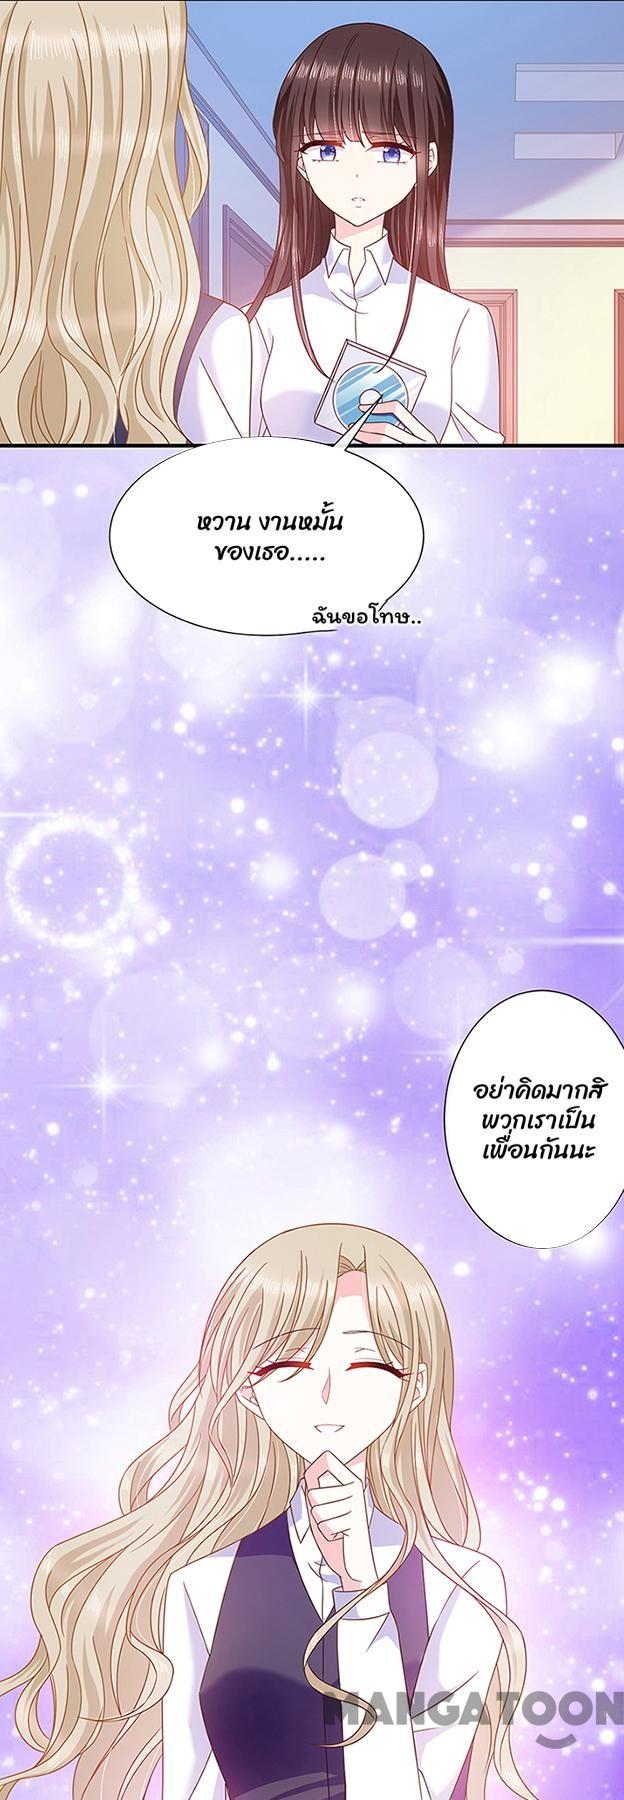 หวาน งานหมั้น
ของเธอ.....
ฉันขอโทษ..
อย่าคิดมากสิ
พวกเราเป็น
เพื่อนกันนะ
MANGATOON